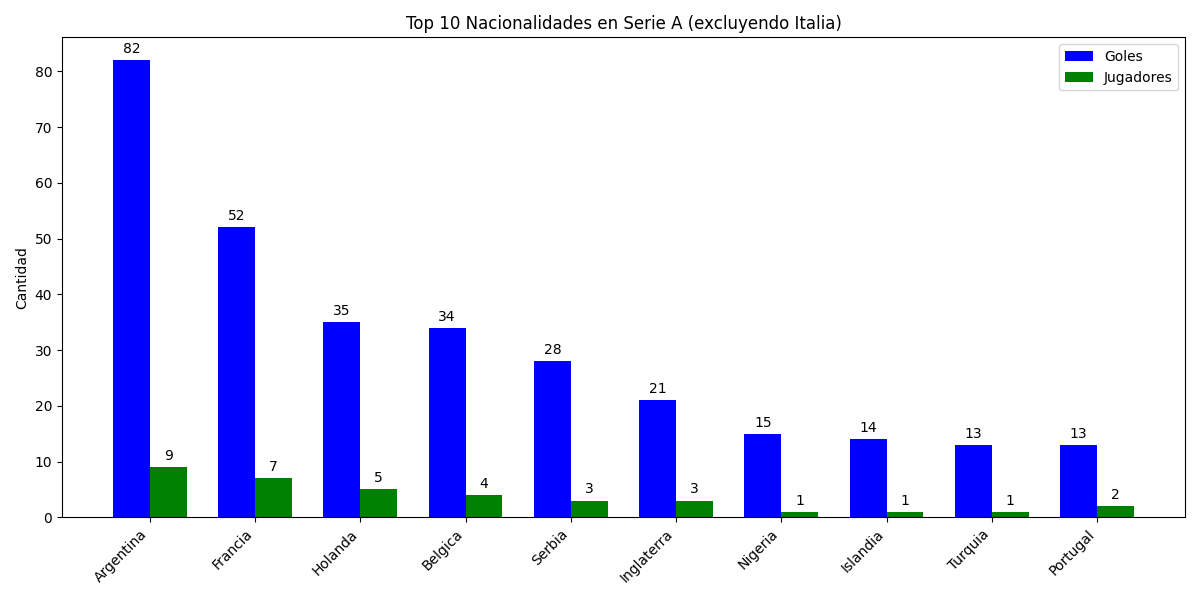 Top 10 Nacionalidades en Serie A (excluyendo Italia)
Goles
Jugadores
Cantidad
80
70
60
50
40
30
20
10
0
82
9
52
7
35
5
34
4
28
3
21
3
15
1
14
1
13
1
13
2
Argentina
Francia
Holanda
Belgica
Serbia
Inglaterra
Nigeria
Islandia
Turquia
Portugal